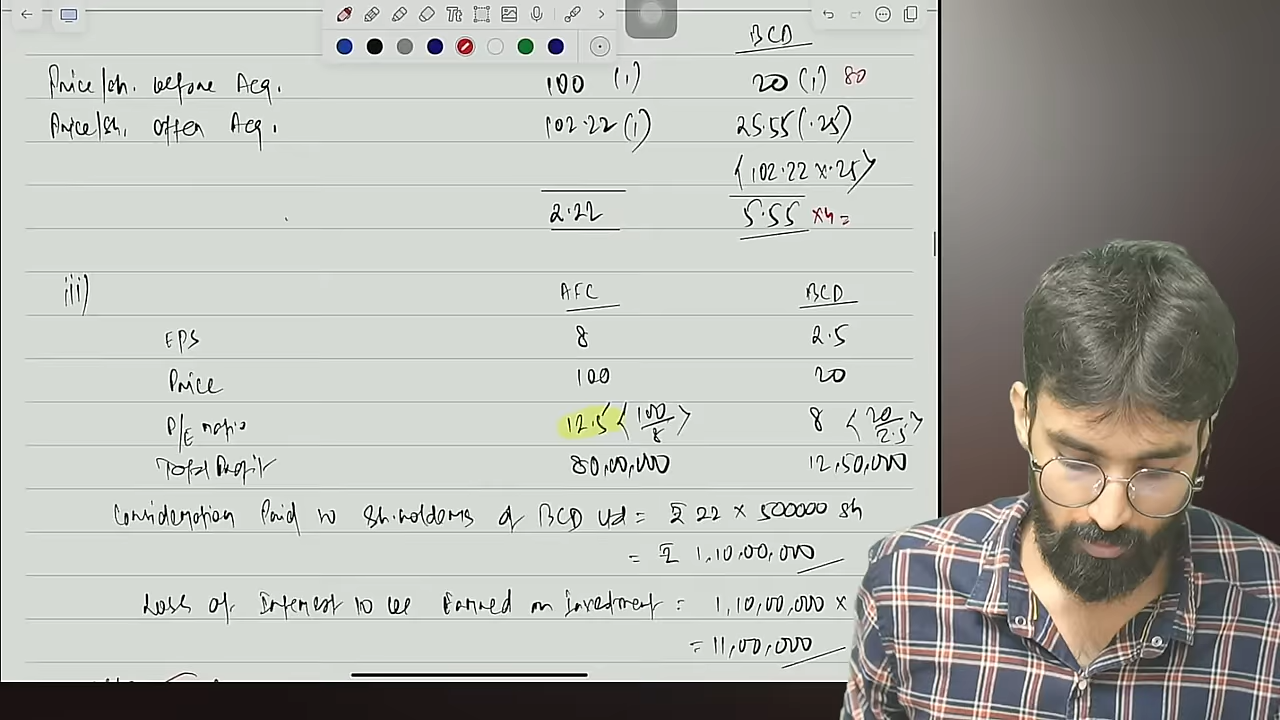 Tt
BCD
Price/sh. before Acq. 100 (1) 20 (1) 80
Price/sh. after Acq. 102.22 (1) 25.55 (.25)
<102.22 x .25>
2.22 5.55 x4 =
iii) AFC BCD
EPS 8 2.5
Price 100 20
P/E ratio 12.5 <100/8> 8 <20/2.5>
Total Profit 80,00,000 12,50,000
Consideration Paid to Shareholders of BCD Ltd = ₹ 22 x 500000 sh
= ₹ 1,10,00,000
Loss of Interest to be Earned on Investment = 1,10,00,000 x
= 11,00,000